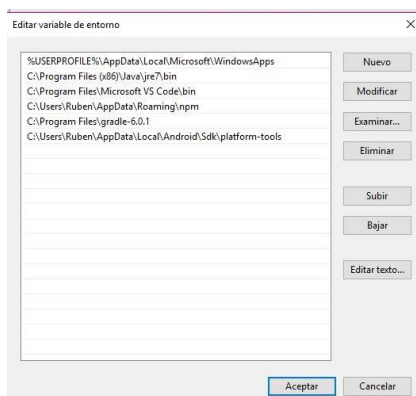 Editar variable de entorno
%USERPROFILE%\AppData\Local\Microsoft\WindowsApps
C:\Program Files (x86)\Java\jre7\bin
C:\Program Files\Microsoft VS Code\bin
C:\Users\Ruben\AppData\Roaming\npm
C:\Program Files\gradle-6.0.1
C:\Users\Ruben\AppData\Local\Android\Sdk\platform-tools
Nuevo
Modificar
Examinar...
Eliminar
Subir
Bajar
Editar texto...
Aceptar
Cancelar